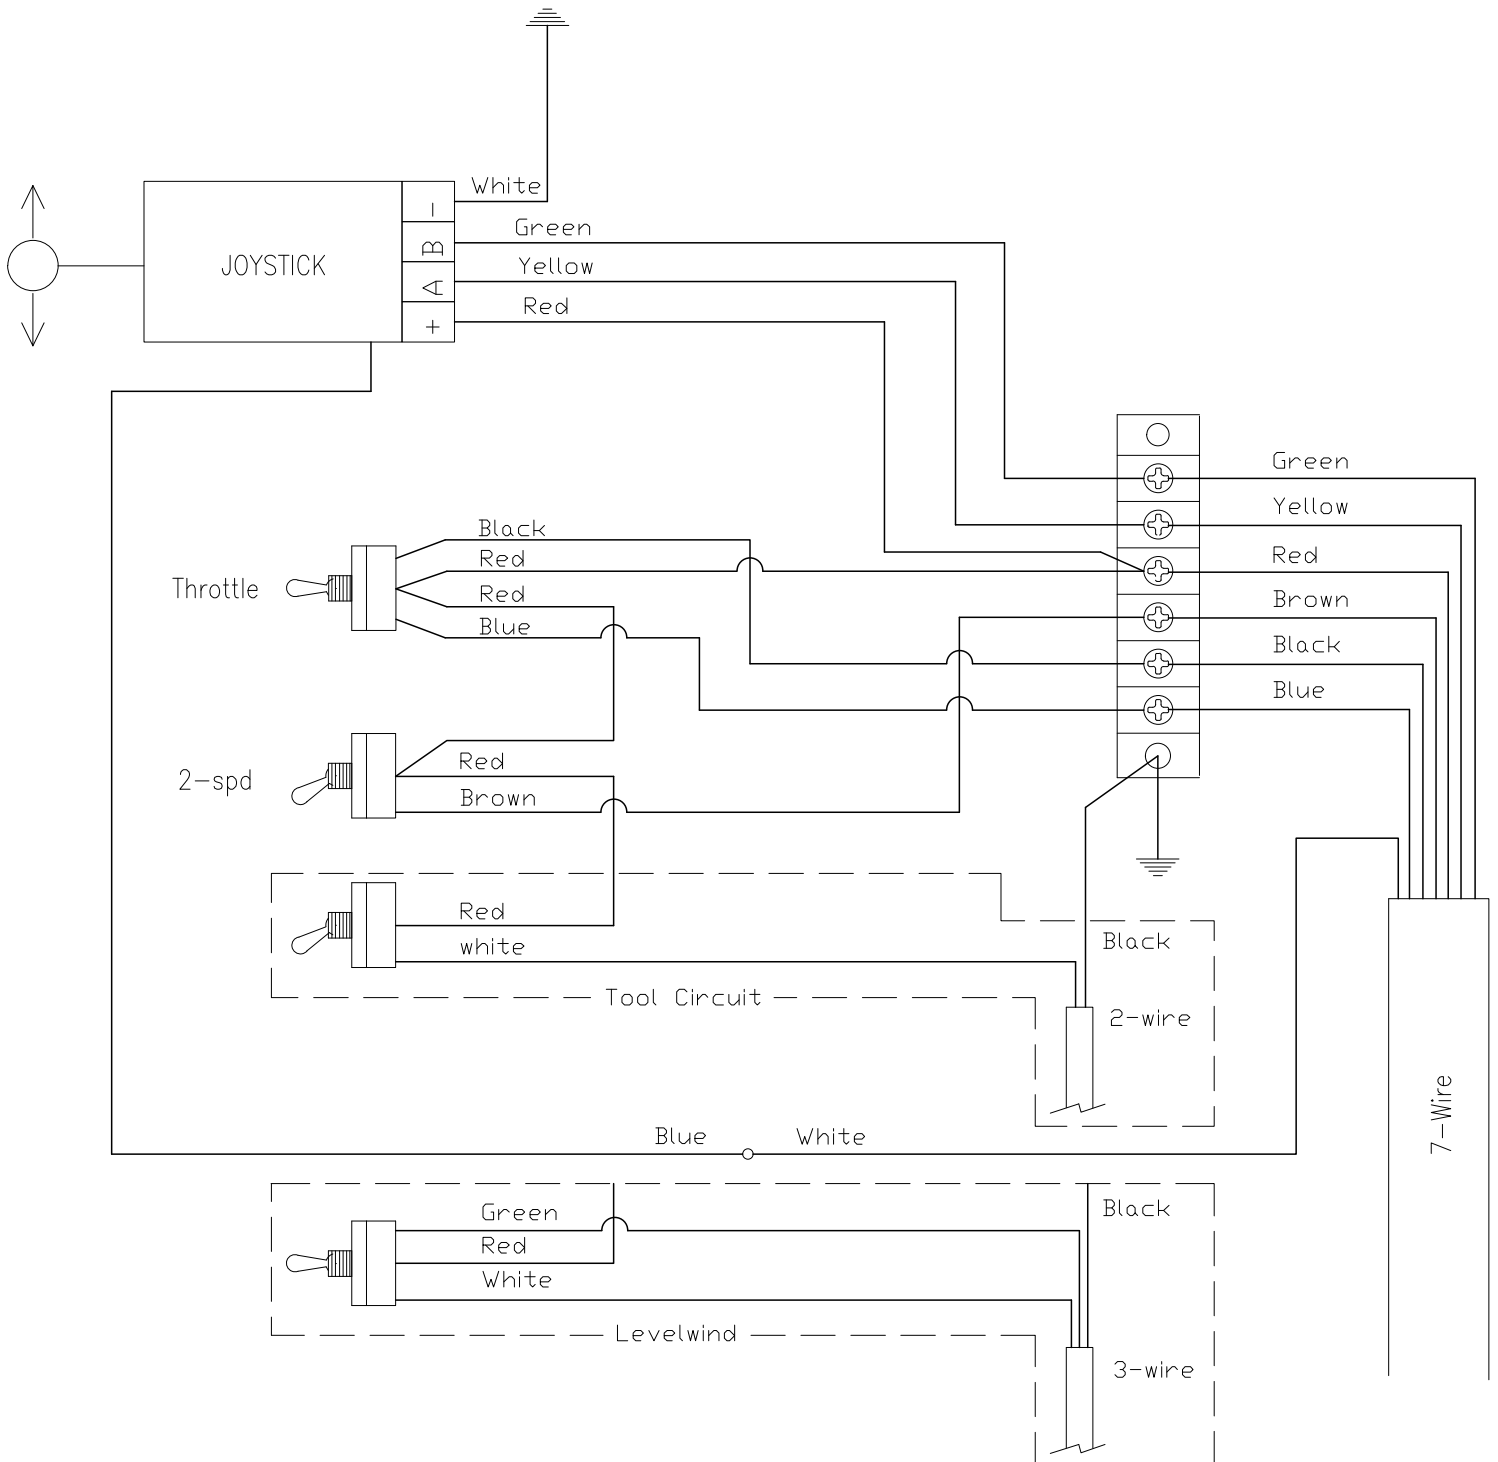 White
Green
Yellow
Red
JOYSTICK
-
B
A
+
Green
Yellow
Red
Brown
Black
Blue
Throttle
Black
Red
Red
Blue
2-spd
Red
Brown
Red
white
Black
Tool Circuit
2-wire
7-Wire
Blue
White
Green
Red
White
Black
Levelwind
3-wire